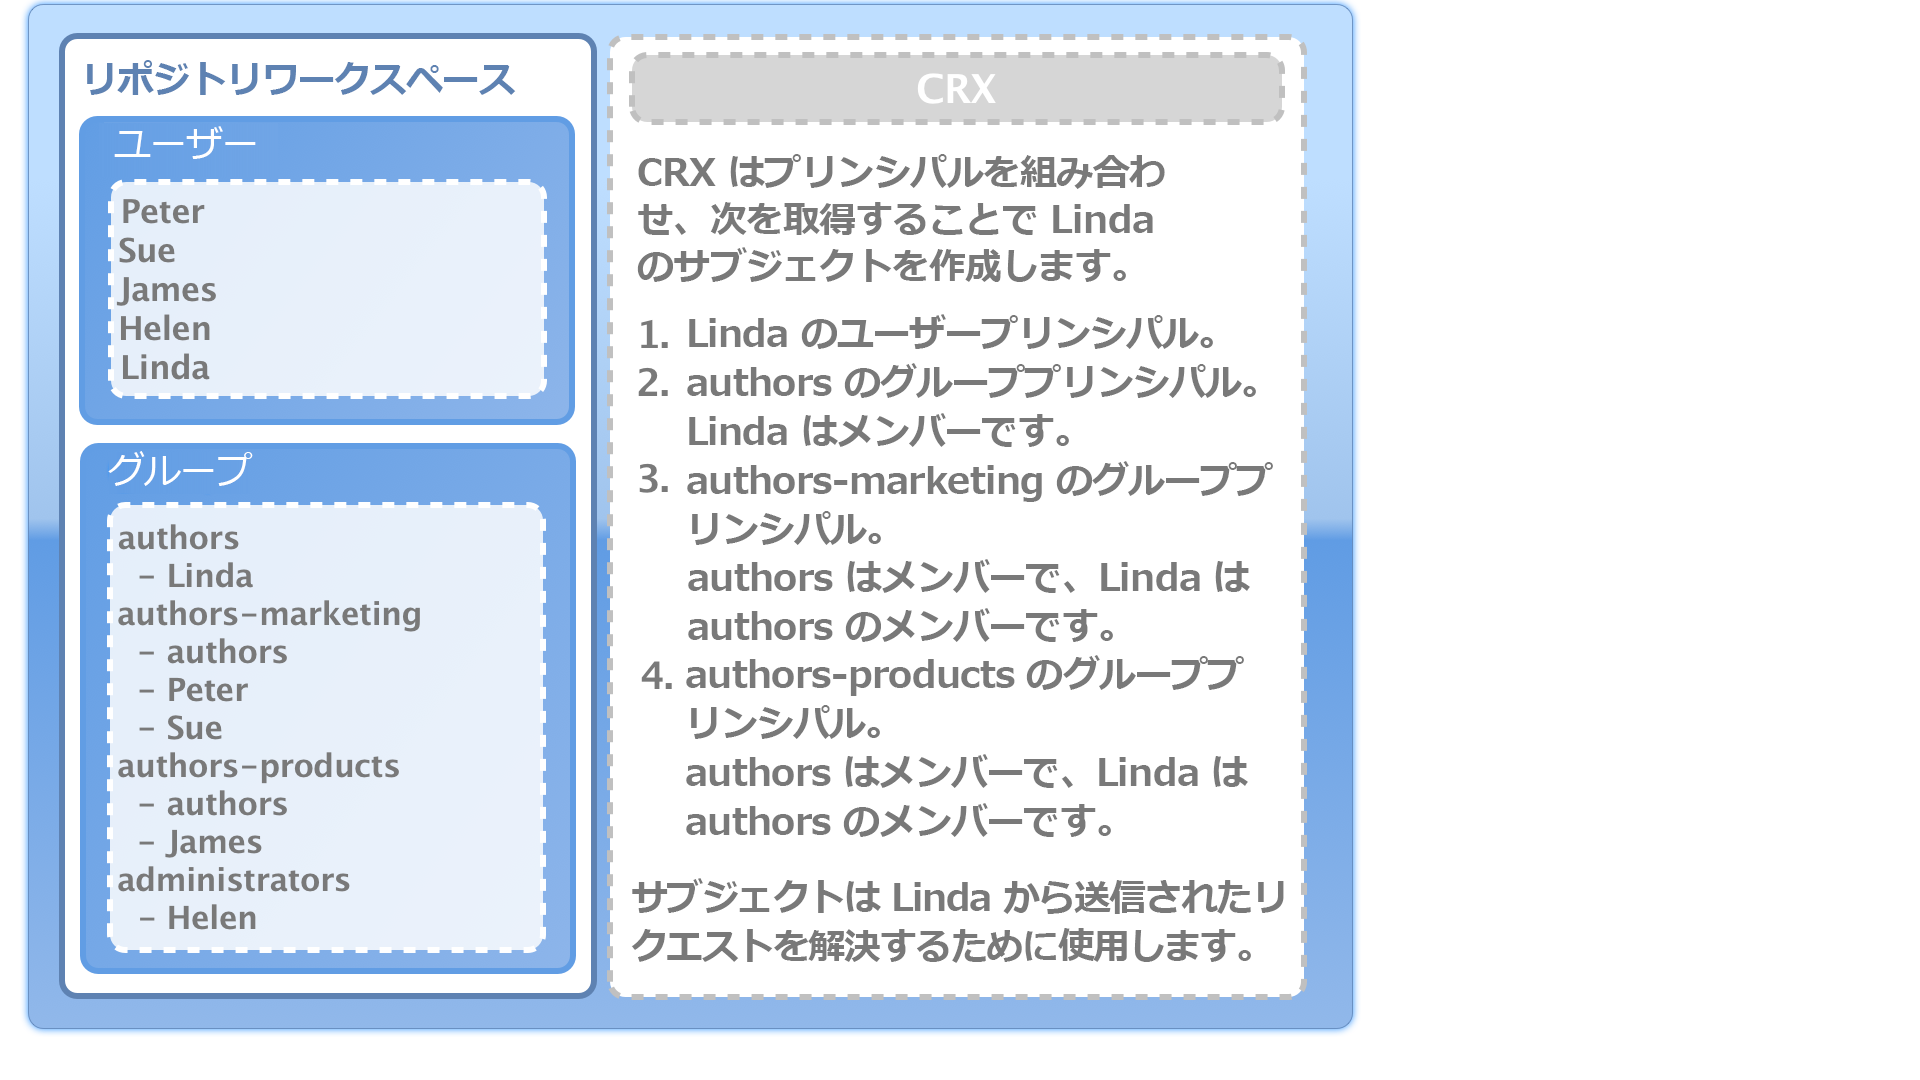 リポジトリワークスペース
ユーザー
Peter
Sue
James
Helen
Linda
グループ
authors
– Linda
authors–marketing
– authors
– Peter
– Sue
authors–products
– authors
– James
administrators
– Helen
CRX
CRX はプリンシパルを組み合わ
せ、次を取得することで Linda
のサブジェクトを作成します。
1. Linda のユーザープリンシパル。
2. authors のグループプリンシパル。
Linda はメンバーです。
3. authors-marketing のグループプ
リンシパル。
authors はメンバーで、Linda は
authors のメンバーです。
4. authors-products のグループプ
リンシパル。
authors はメンバーで、Linda は
authors のメンバーです。
サブジェクトは Linda から送信されたリ
クエストを解決するために使用します。